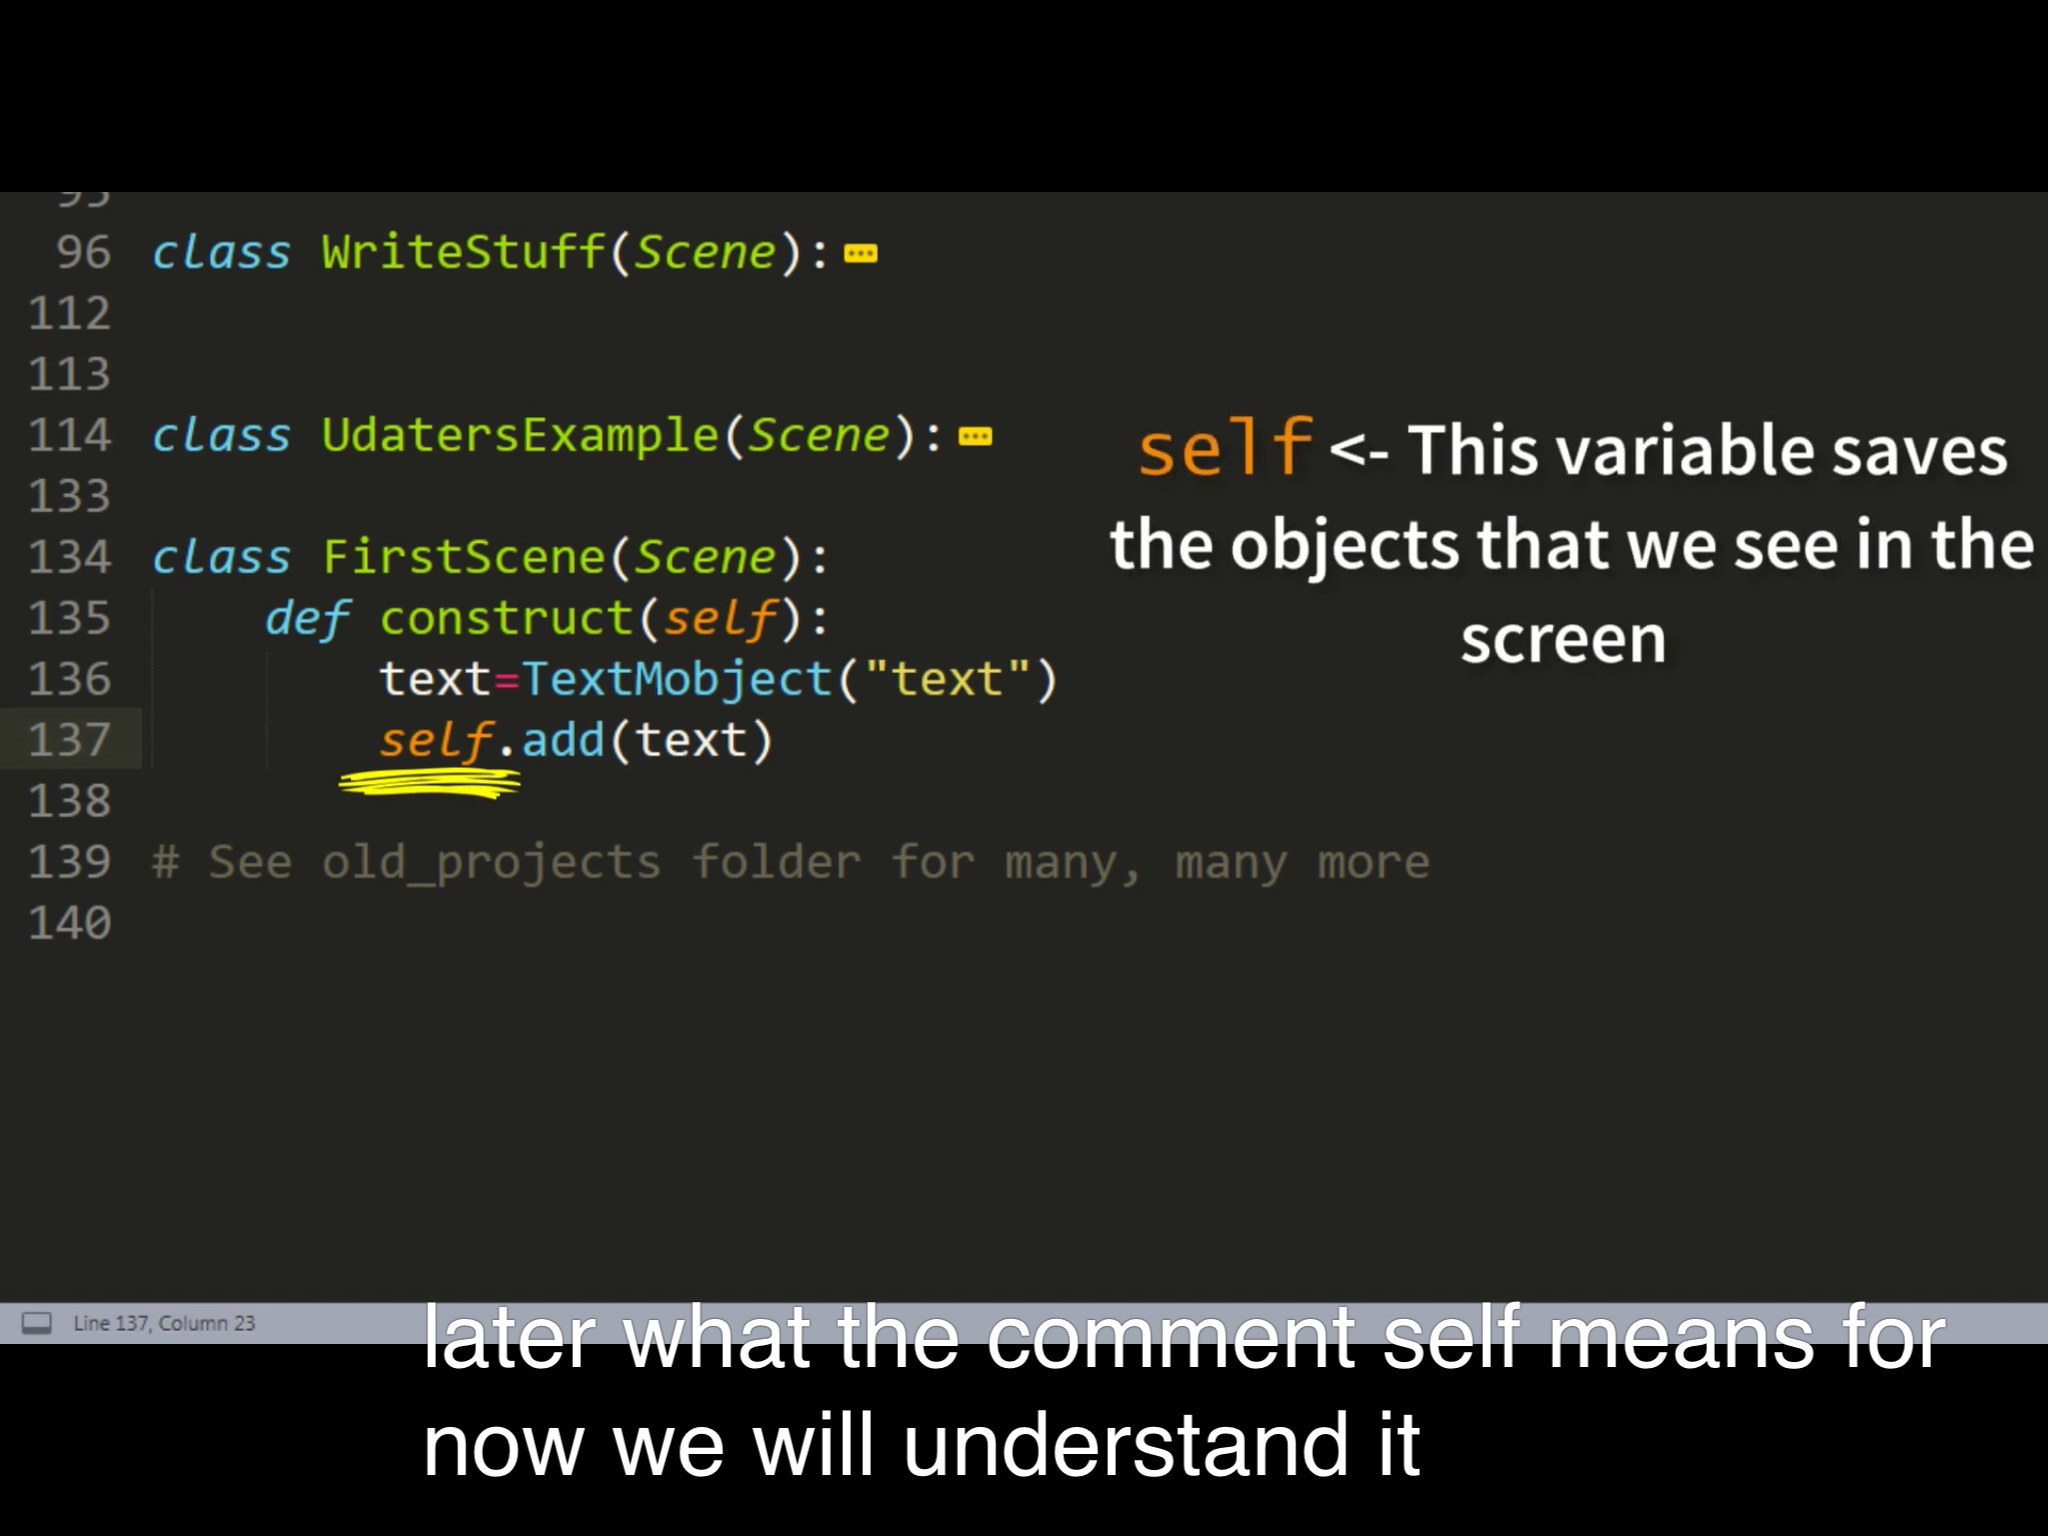 96 class WriteStuff(Scene):
112
113
114 class UdatersExample(Scene):
133
134 class FirstScene(Scene):
135 def construct(self):
136 text=TextMobject("text")
137 self.add(text)
138
139 # See old_projects folder for many, many more
140
self <- This variable saves
the objects that we see in the
screen
Line 137, Column 23
later what the comment self means for
now we will understand it